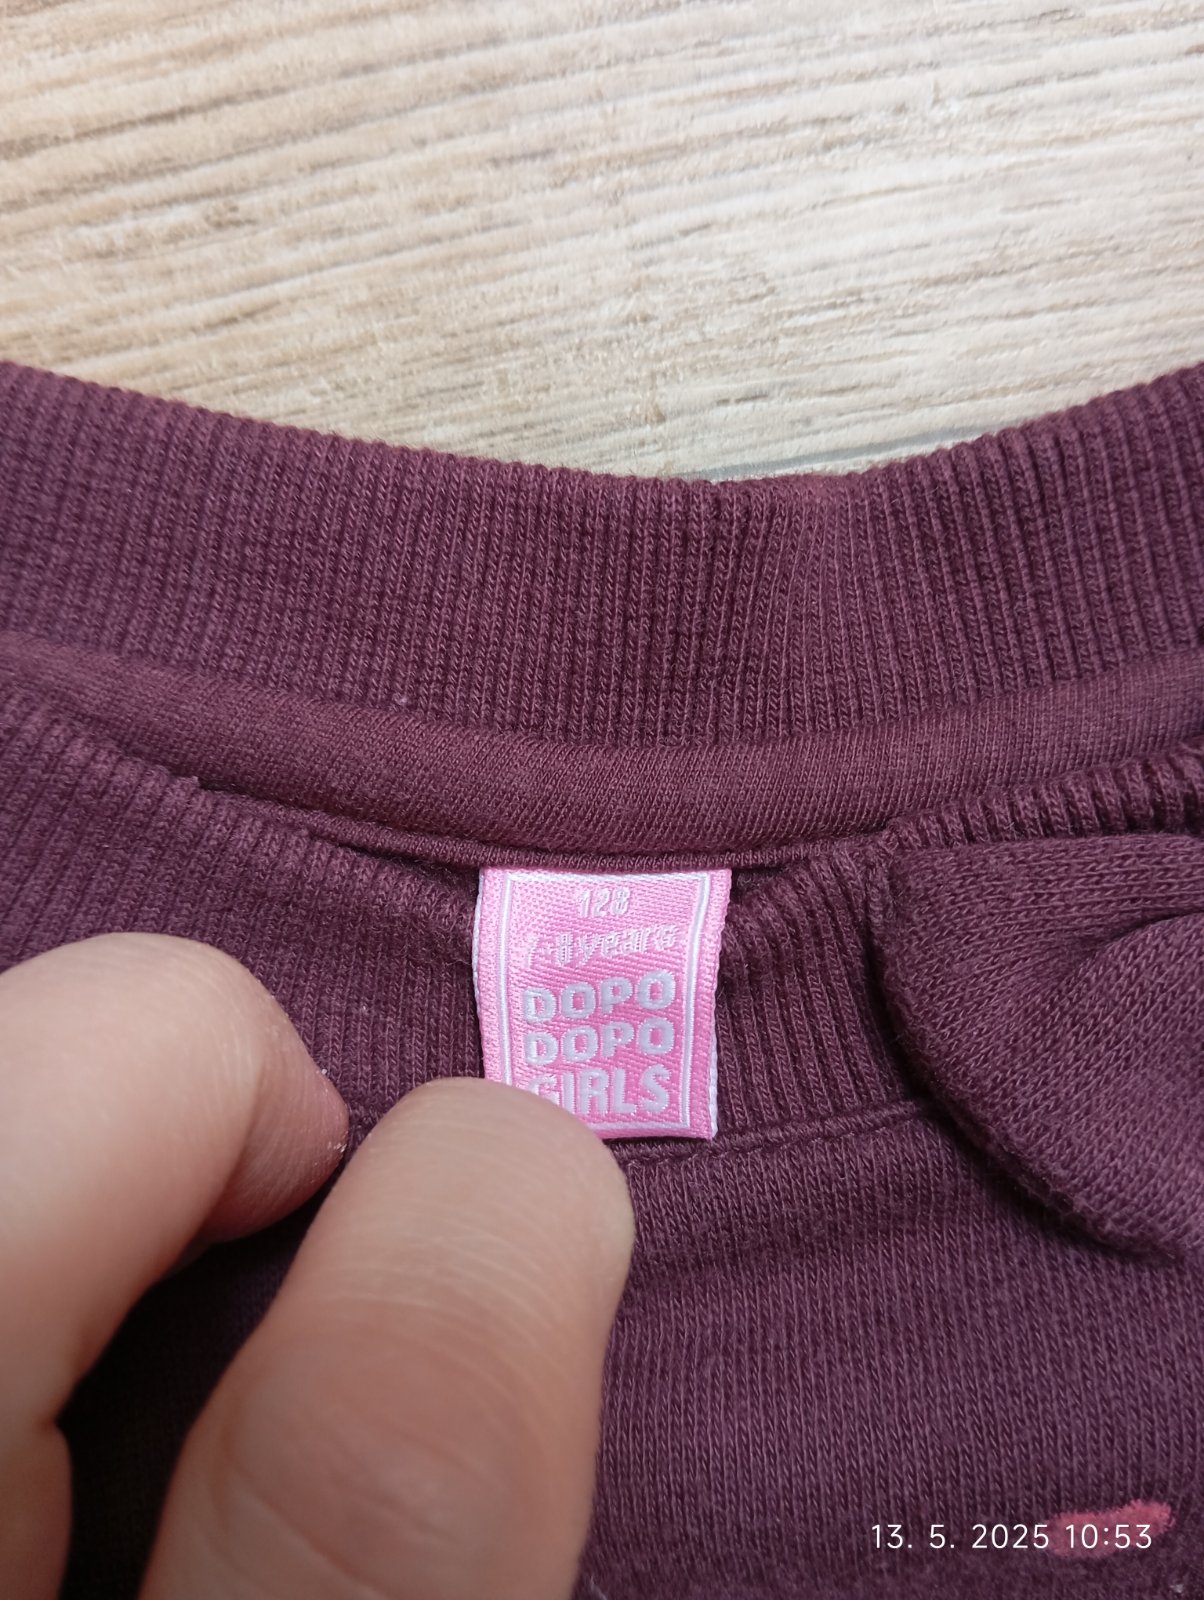 128
7-8 years
DOPO
DOPO
GIRLS
13. 5. 2025 10:53